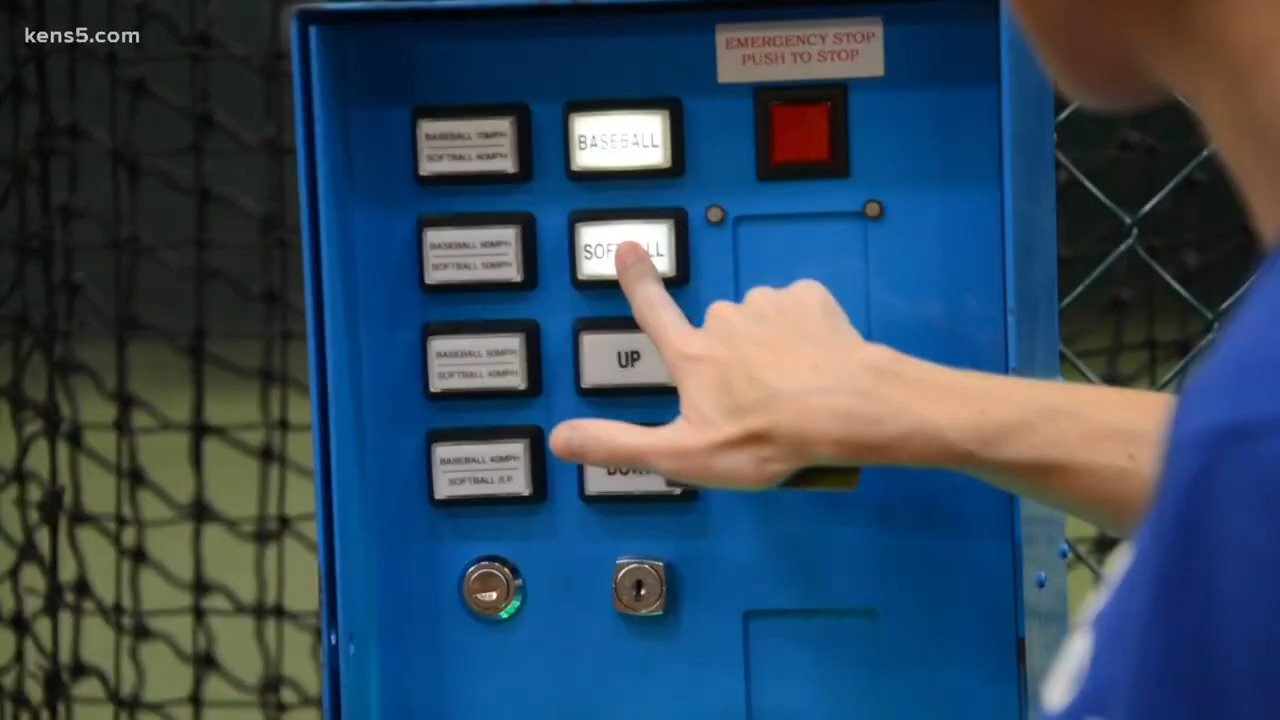 kens5.com
EMERGENCY STOP
PUSH TO STOP
BASEBALL 70MPH
SOFTBALL 60MPH
BASEBALL
BASEBALL 60MPH
SOFTBALL 50MPH
BASEBALL 50MPH
SOFTBALL 40MPH
UP
BASEBALL 40MPH